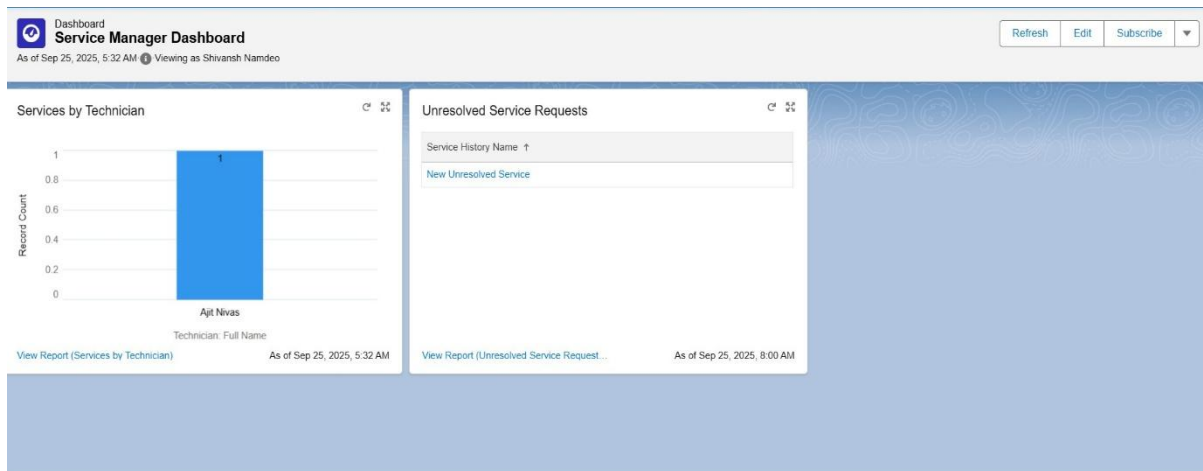 Dashboard
Service Manager Dashboard
As of Sep 25, 2025, 5:32 AM Viewing as Shivansh Namdeo
Refresh
Edit
Subscribe
Services by Technician
1
0.8
0.6
0.4
0.2
0
Record Count
1
Ajit Nivas
Technician: Full Name
View Report (Services by Technician)
As of Sep 25, 2025, 5:32 AM
Unresolved Service Requests
Service History Name ↑
New Unresolved Service
View Report (Unresolved Service Request...
As of Sep 25, 2025, 8:00 AM